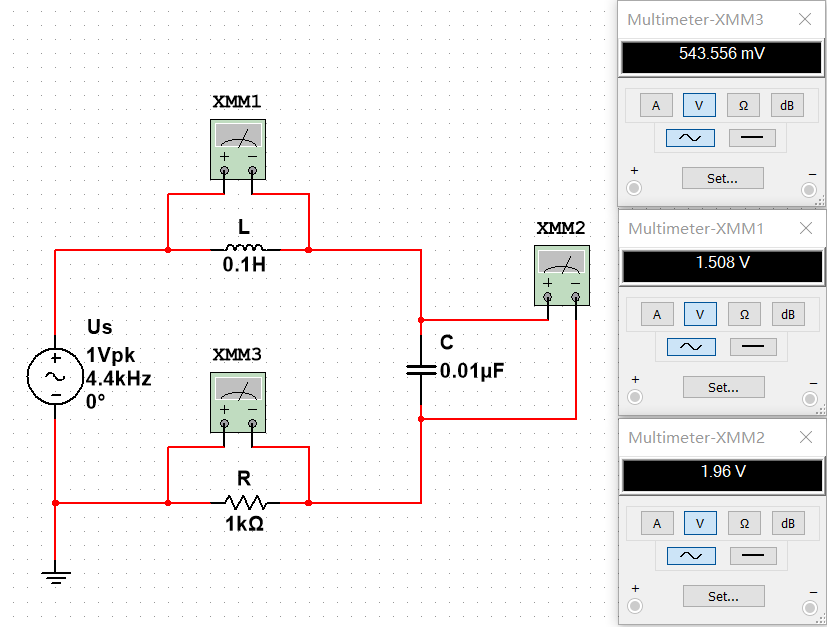 XMM1
+ −
L
0.1H
XMM2
+ −
C
0.01µF
Us
+
1Vpk
4.4kHz
−
0°
XMM3
+ −
R
1kΩ
Multimeter-XMM3
543.556 mV
A V Ω dB
+ Set... −
Multimeter-XMM1
1.508 V
A V Ω dB
+ Set... −
Multimeter-XMM2
1.96 V
A V Ω dB
+ Set... −